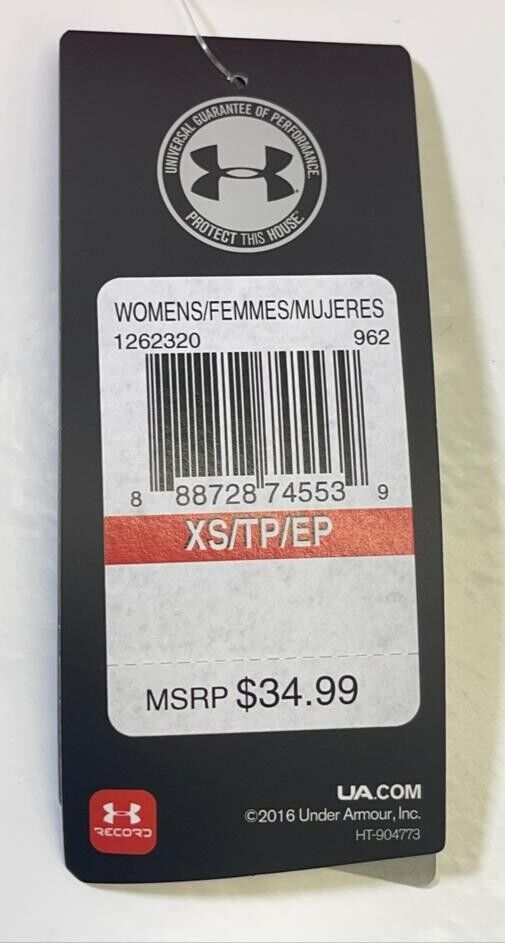 UNIVERSAL GUARANTEE OF PERFORMANCE.
PROTECT THIS HOUSE.
WOMENS/FEMMES/MUJERES
1262320 962
8 88728 74553 9
XS/TP/EP
MSRP $34.99
UA.COM
©2016 Under Armour, Inc.
HT-904773
RECORD